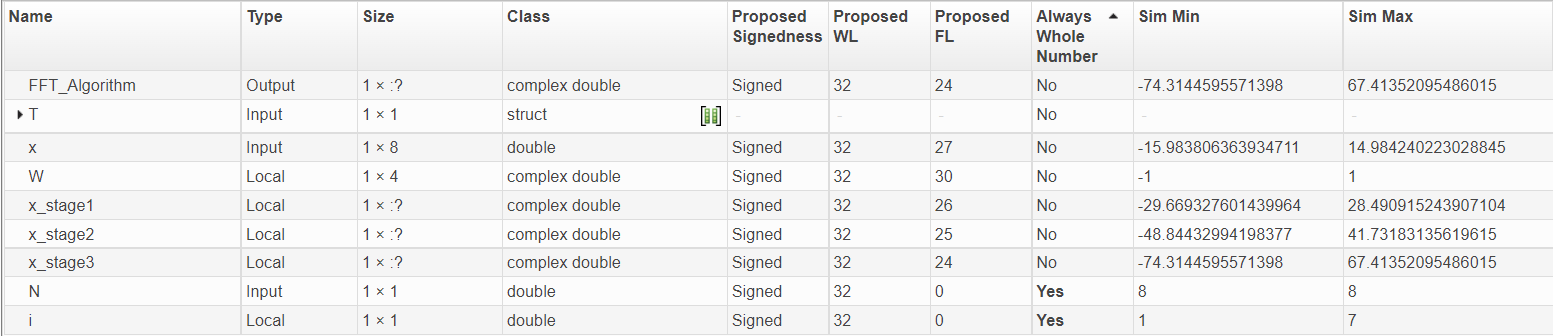 Name Type Size Class Proposed Signedness Proposed WL Proposed FL Always Whole Number Sim Min Sim Max
FFT_Algorithm Output 1 × :? complex double Signed 32 24 No -74.3144595571398 67.41352095486015
T Input 1 × 1 struct - - - No - -
x Input 1 × 8 double Signed 32 27 No -15.983806363934711 14.984240223028845
W Local 1 × 4 complex double Signed 32 30 No -1 1
x_stage1 Local 1 × :? complex double Signed 32 26 No -29.669327601439964 28.490915243907104
x_stage2 Local 1 × :? complex double Signed 32 25 No -48.84432994198377 41.73183135619615
x_stage3 Local 1 × :? complex double Signed 32 24 No -74.3144595571398 67.41352095486015
N Input 1 × 1 double Signed 32 0 Yes 8 8
i Local 1 × 1 double Signed 32 0 Yes 1 7